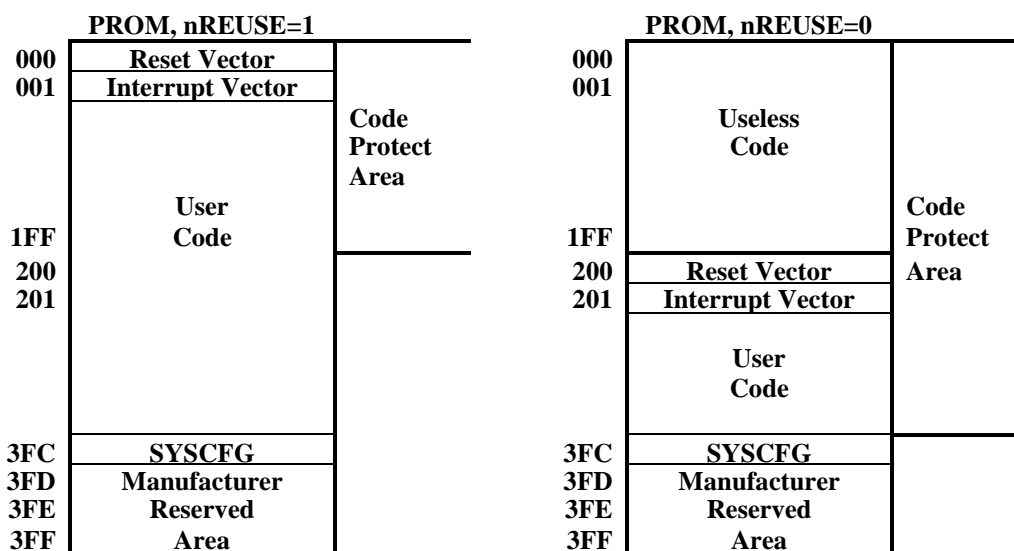 PROM, nREUSE=1
000 Reset Vector
001 Interrupt Vector
Code
Protect
Area
User
1FF Code
200
201
3FC SYSCFG
3FD Manufacturer
3FE Reserved
3FF Area
PROM, nREUSE=0
000
001
Useless
Code
Code
1FF Protect
200 Reset Vector Area
201 Interrupt Vector
User
Code
3FC SYSCFG
3FD Manufacturer
3FE Reserved
3FF Area